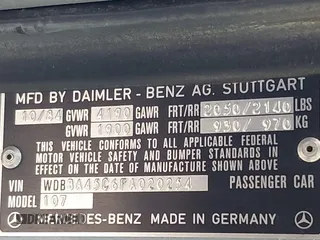 MFD BY DAIMLER - BENZ AG. STUTTGART
10/84 GVWR 4190 GAWR FRT/RR 2050/2140 LBS
GVWR 1900 GAWR FRT/RR 930/970 KG
THIS VEHICLE CONFORMS TO ALL APPLICABLE FEDERAL
MOTOR VEHICLE SAFETY, BUMPER AND THEFT STANDARDS IN
EFFECT ON THE DATE OF MANUFACTURE SHOWN ABOVE
VIN PASSENGER CAR
MODEL 107
MERCEDES-BENZ MADE IN GERMANY